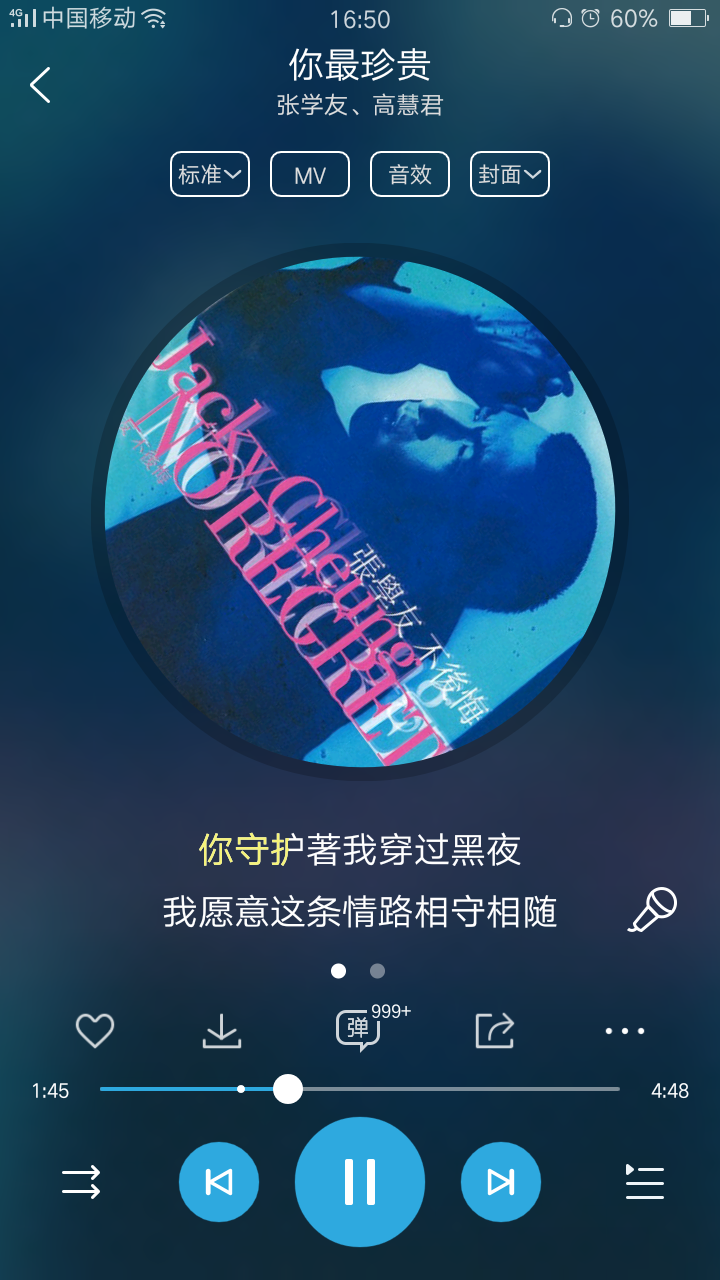 4G 中国移动 16:50 60%
你最珍贵
张学友、高慧君
标准 MV 音效 封面
Jacky Cheung
NO REGRET
張學友 不後悔
你守护著我穿过黑夜
我愿意这条情路相守相随
弹 999+
1:45 4:48